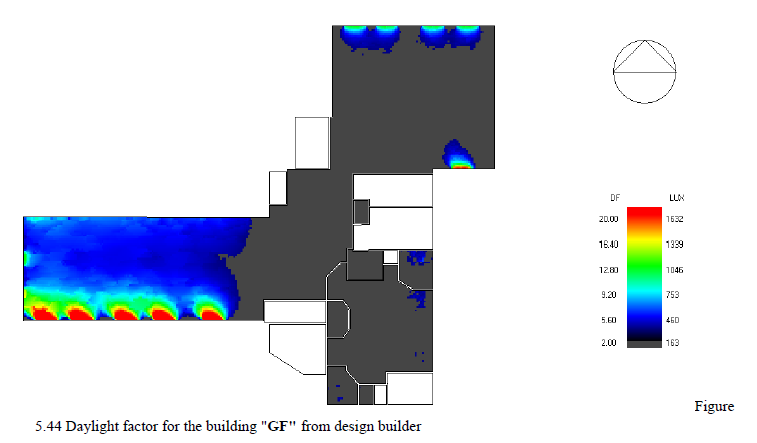 DF LUX
20.00 1632
16.40 1339
12.80 1046
9.20 753
5.60 460
2.00 163
Figure
5.44 Daylight factor for the building "GF" from design builder